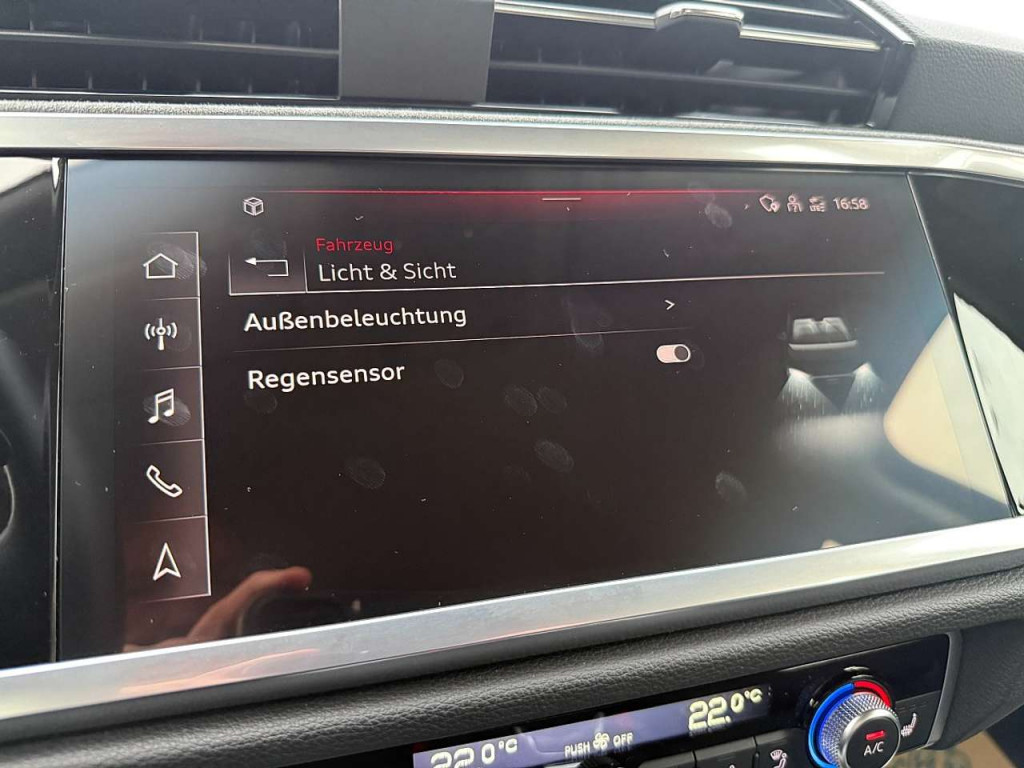 16:58
Fahrzeug
Licht & Sicht
Außenbeleuchtung
Regensensor
22.0°C
22.0°C
PUSH OFF
A/C